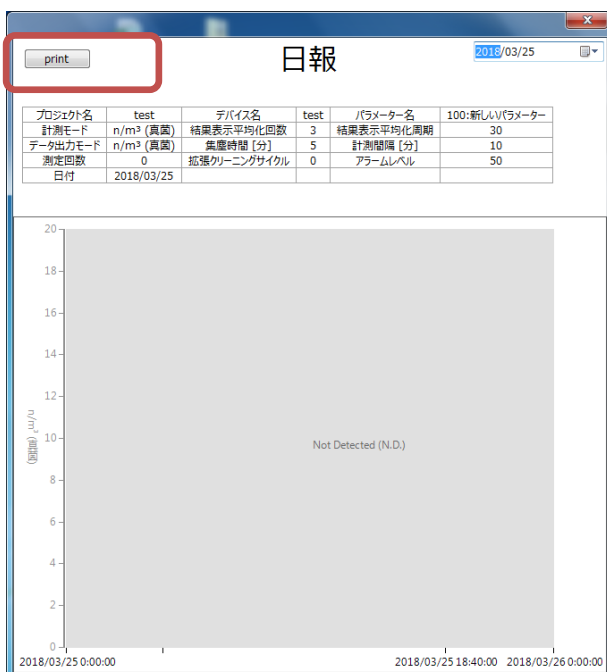 print
日報
2018/03/25
プロジェクト名 test デバイス名 test パラメーター名 100:新しいパラメーター
計測モード n/m³ (真菌) 結果表示平均化回数 3 結果表示平均化周期 30
データ出力モード n/m³ (真菌) 集塵時間 [分] 5 計測間隔 [分] 10
測定回数 0 拡張クリーニングサイクル 0 アラームレベル 50
日付 2018/03/25
20
18
16
14
12
n/m³ (真菌)
10
Not Detected (N.D.)
8
6
4
2
0
2018/03/25 0:00:00 2018/03/25 18:40:00 2018/03/26 0:00:00